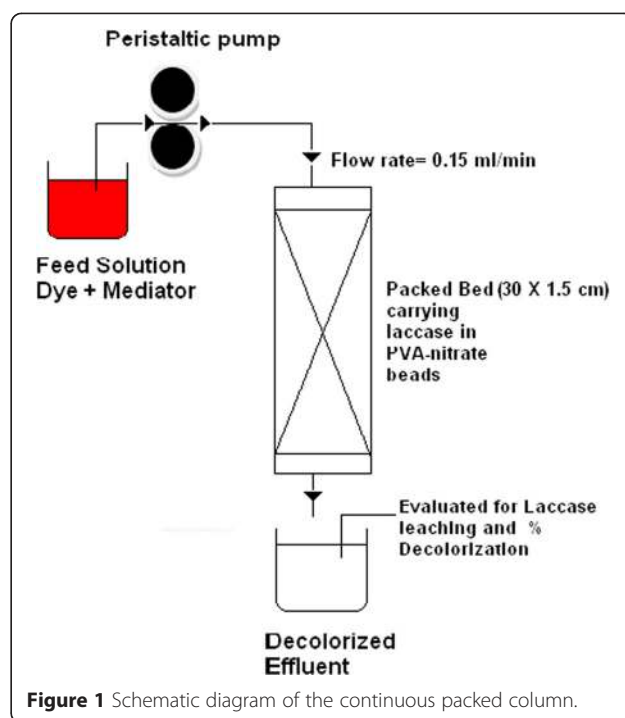 Peristaltic pump
Flow rate= 0.15 ml/min
Feed Solution
Dye + Mediator
Packed Bed (30 X 1.5 cm)
carrying
laccase in
PVA-nitrate
beads
Evaluated for Laccase
leaching and % 
Decolorization
Decolorized
Effluent
Figure 1 Schematic diagram of the continuous packed column.